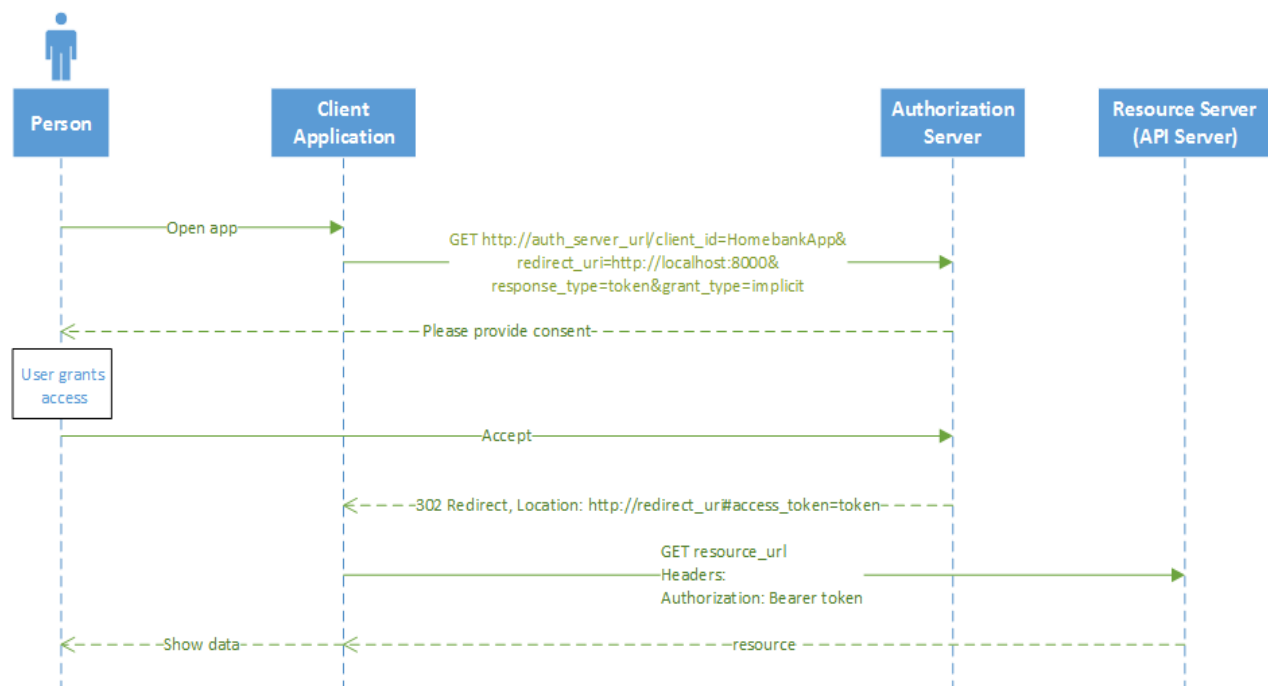 Person
Client
Application
Authorization
Server
Resource Server
(API Server)
Open app
GET http://auth_server_url/client_id=HomebankApp&
redirect_uri=http://localhost:8000&
response_type=token&grant_type=implicit
Please provide consent
User grants
access
Accept
302 Redirect, Location: http://redirect_uri#access_token=token
GET resource_url
Headers:
Authorization: Bearer token
Show data
resource